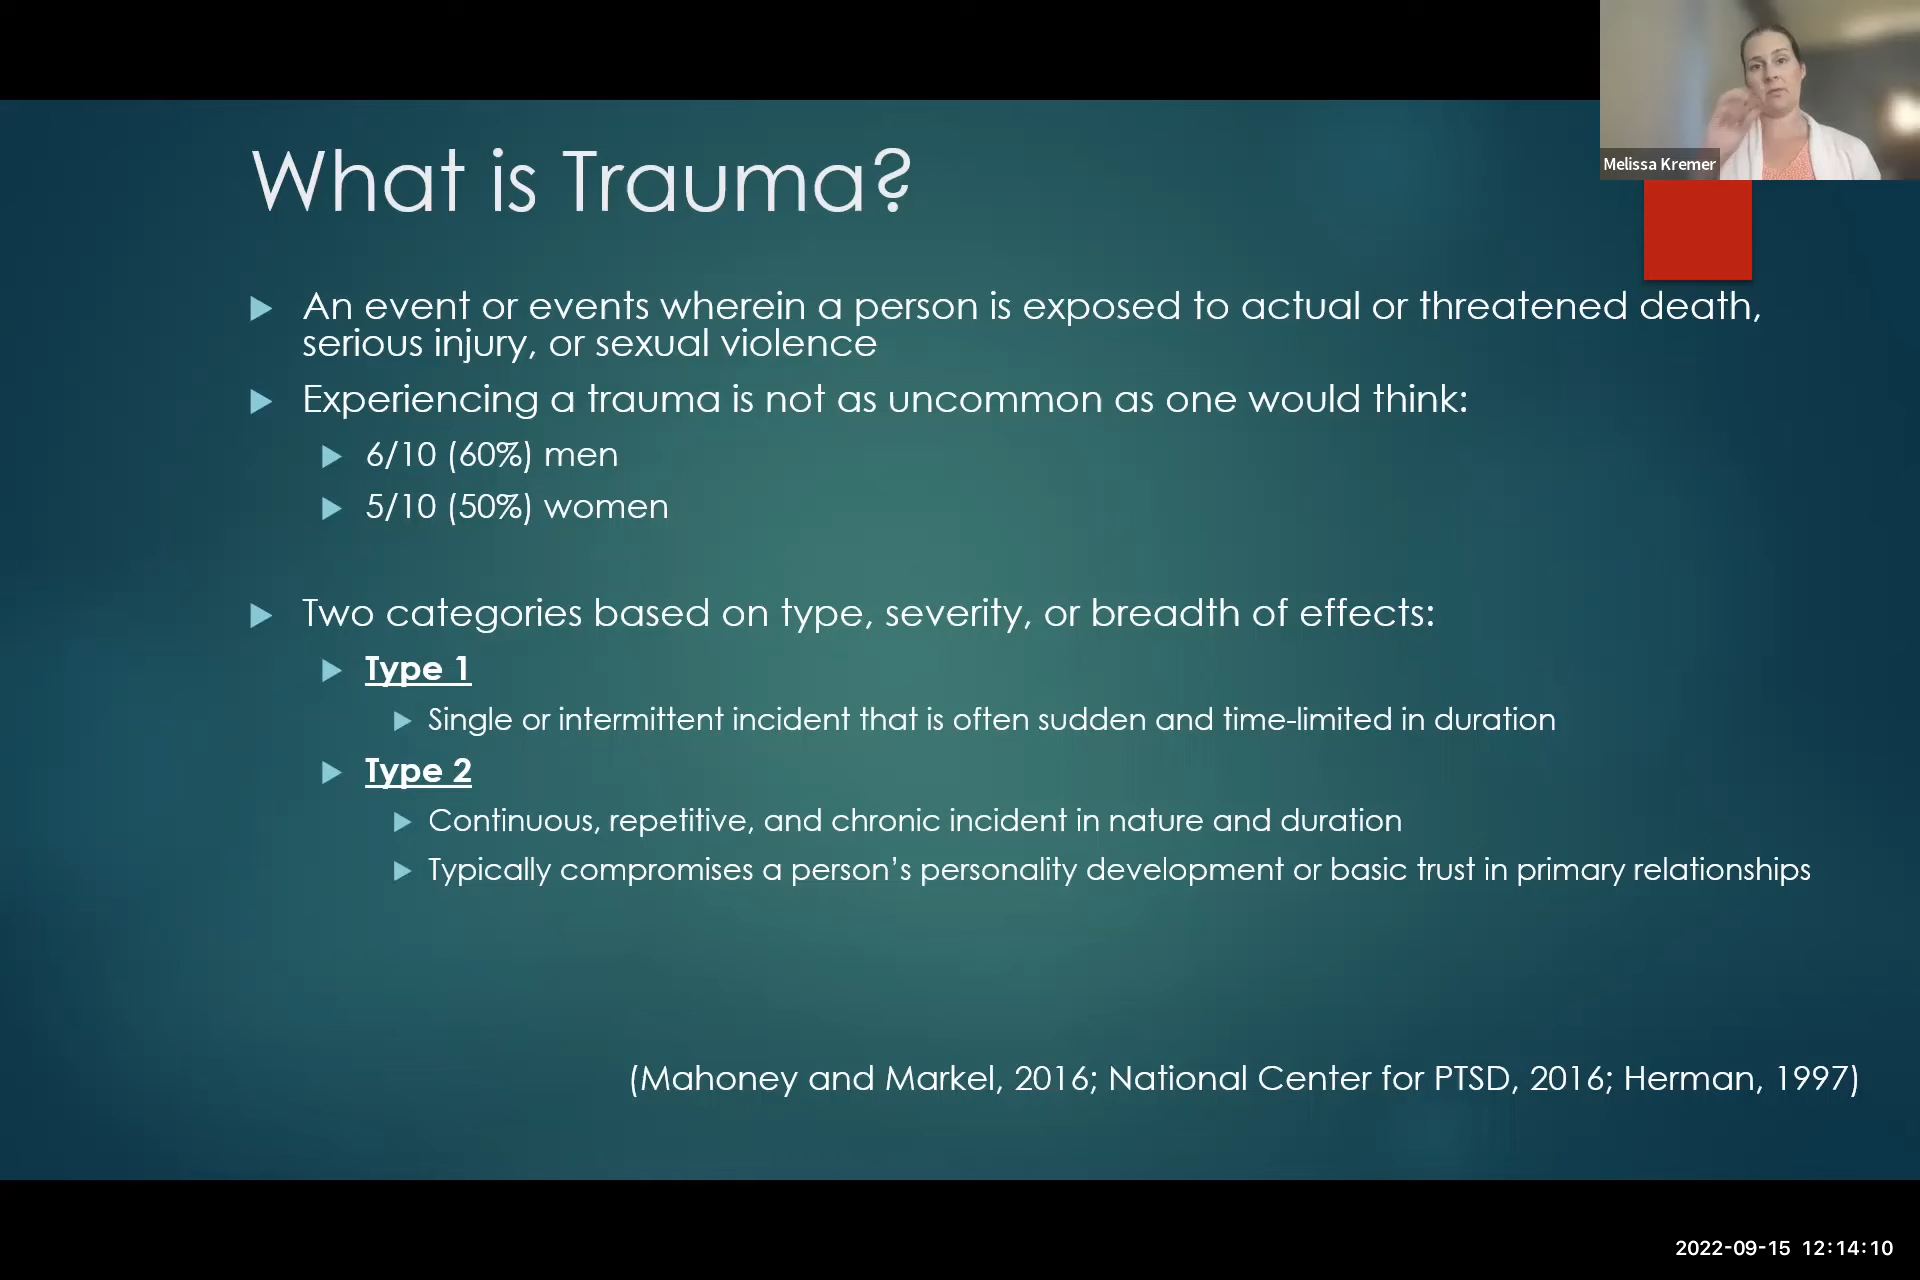 Melissa Kremer
What is Trauma?
An event or events wherein a person is exposed to actual or threatened death,
serious injury, or sexual violence
Experiencing a trauma is not as uncommon as one would think:
6/10 (60%) men
5/10 (50%) women
Two categories based on type, severity, or breadth of effects:
Type 1
Single or intermittent incident that is often sudden and time-limited in duration
Type 2
Continuous, repetitive, and chronic incident in nature and duration
Typically compromises a person’s personality development or basic trust in primary relationships
(Mahoney and Markel, 2016; National Center for PTSD, 2016; Herman, 1997)
2022-09-15 12:14:10